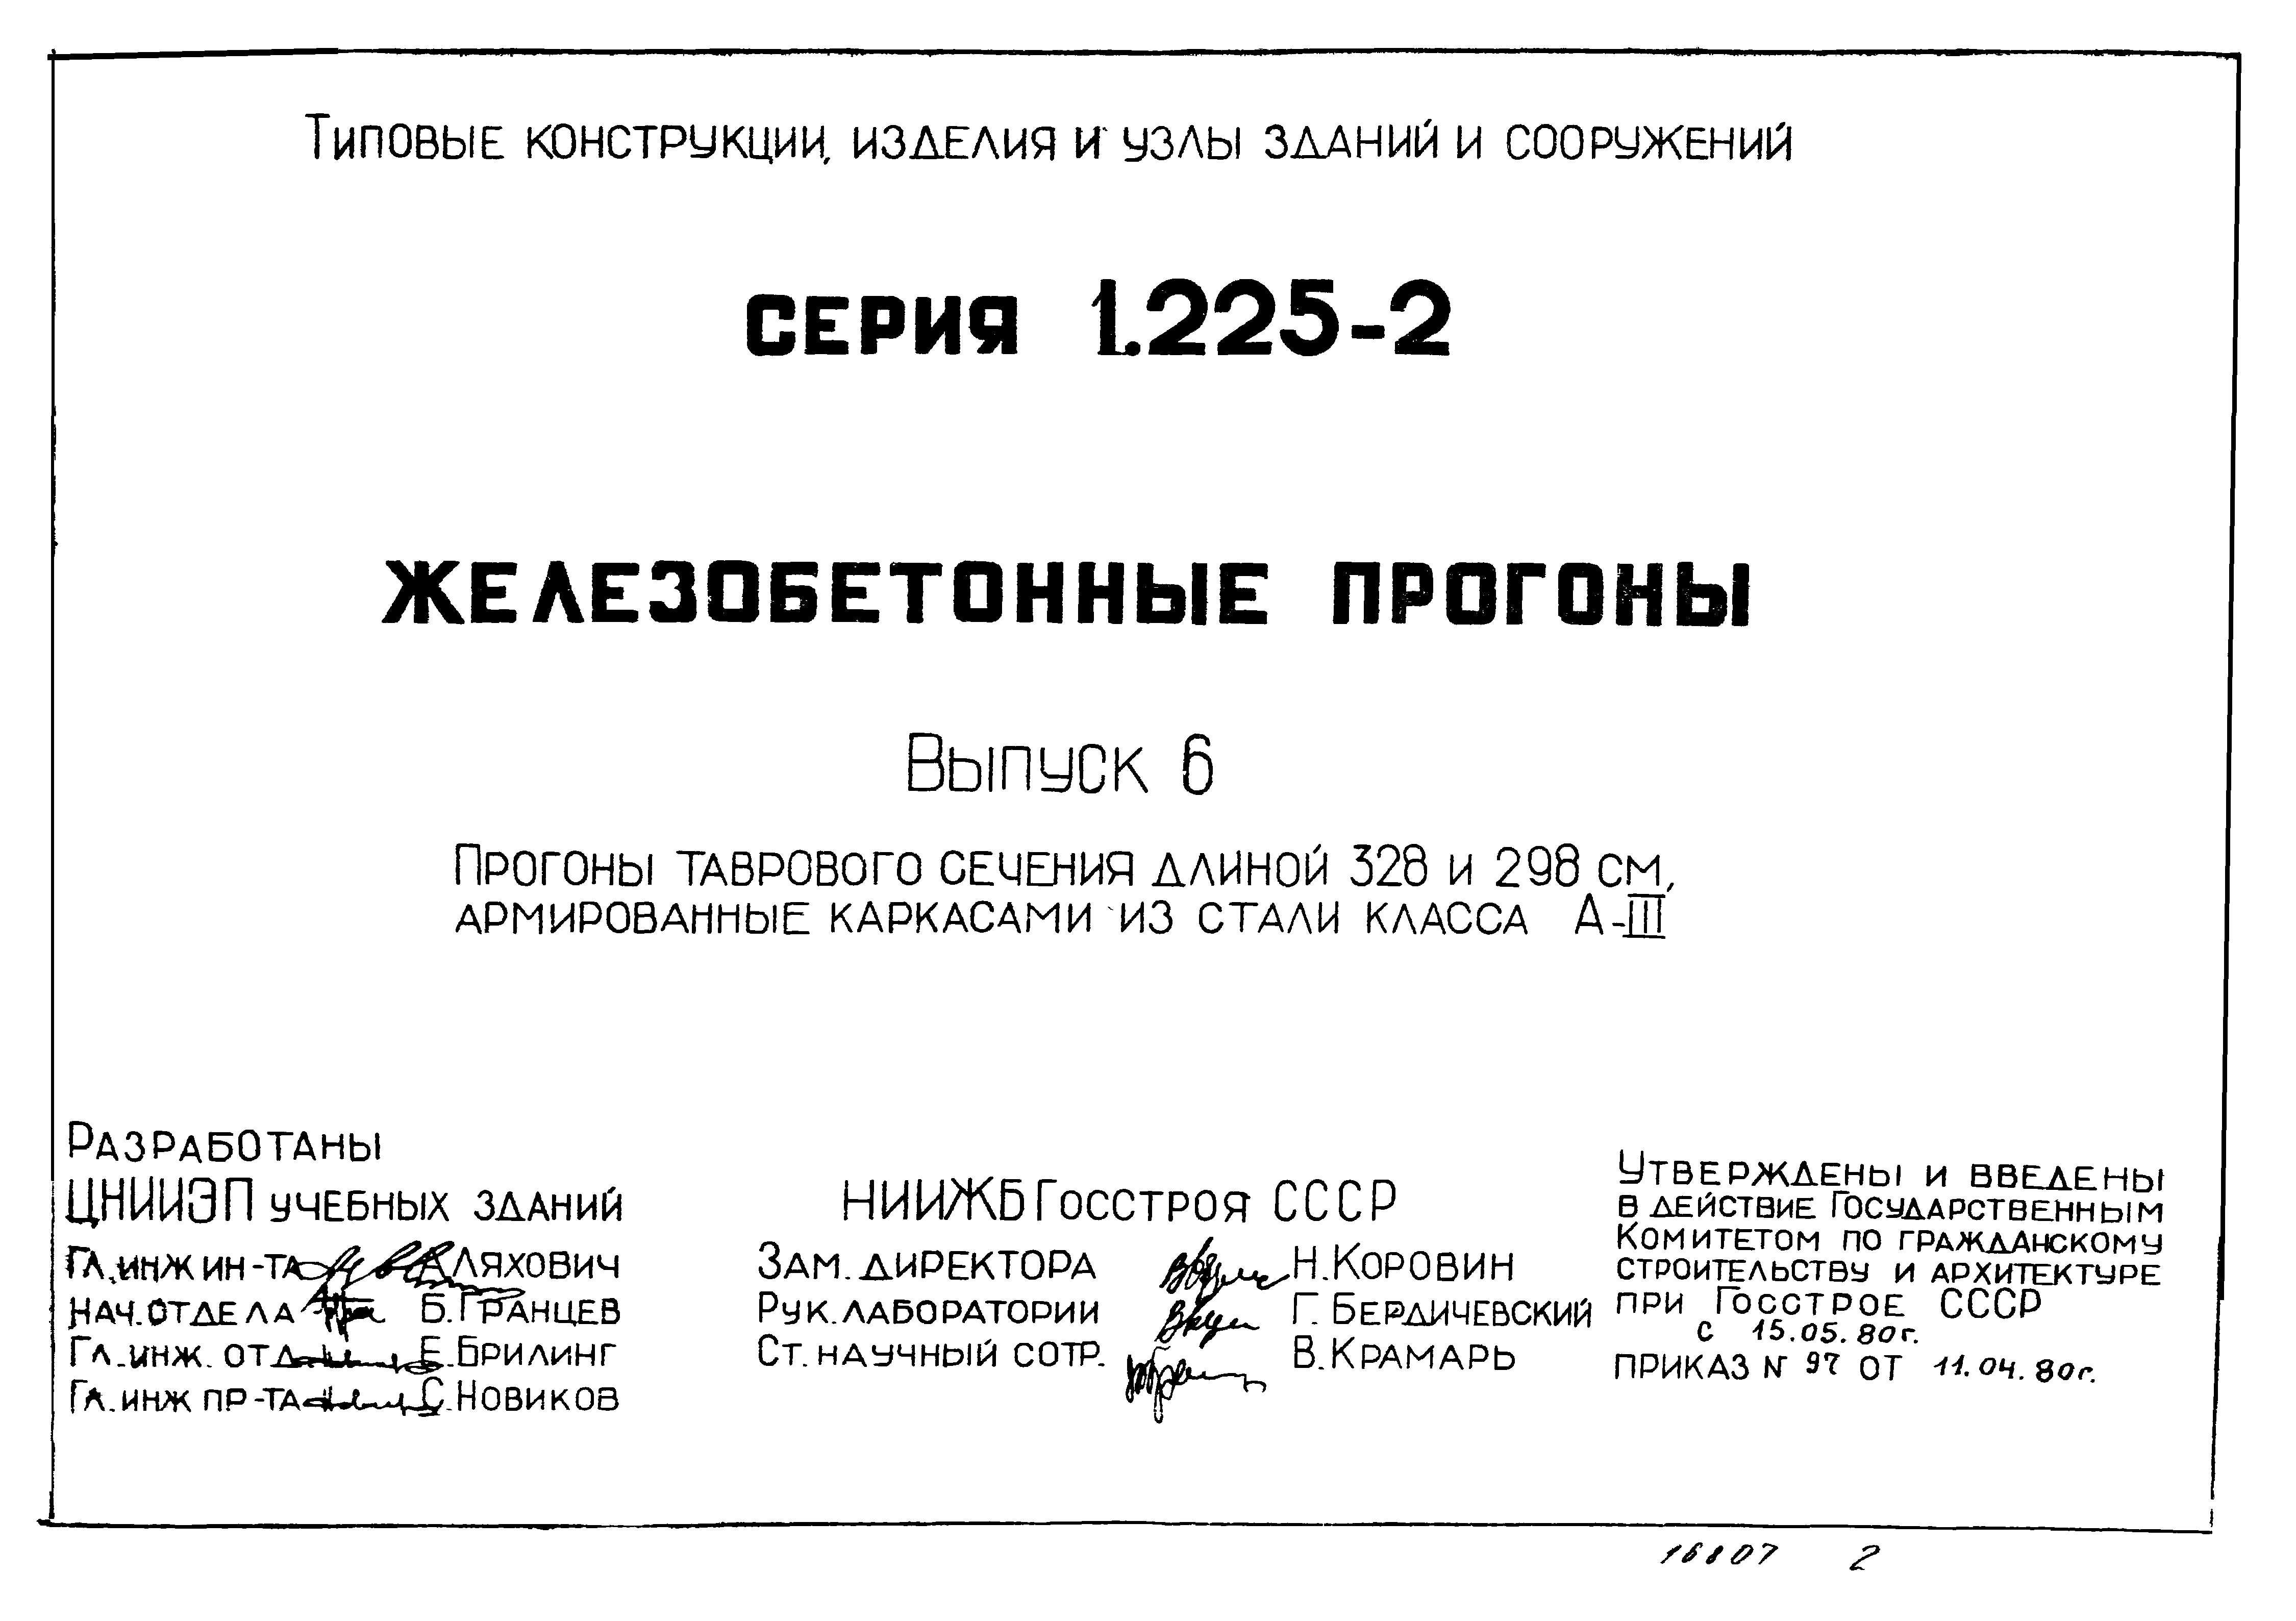 Типовые конструкции, изделия и узлы зданий и сооружений
СЕРИЯ 1.225-2
ЖЕЛЕЗОБЕТОННЫЕ ПРОГОНЫ
Выпуск 6
Прогоны таврового сечения длиной 328 и 298 см,
армированные каркасами из стали класса А-III
Разработаны
ЦНИИЭП учебных зданий
Гл. инж ин-та А.Ляхович
Нач. отдела Б.Гранцев
Гл. инж. отд. Е.Брилинг
Гл. инж пр-та С.Новиков
НИИЖБ Госстроя СССР
Зам. директора Н.Коровин
Рук. лаборатории Г.Бердичевский
Ст. научный сотр. В.Крамарь
Утверждены и введены
в действие Государственным
Комитетом по гражданскому
строительству и архитектуре
при Госстрое СССР
с 15.05.80г.
приказ N 97 от 11.04.80г.
16807 2